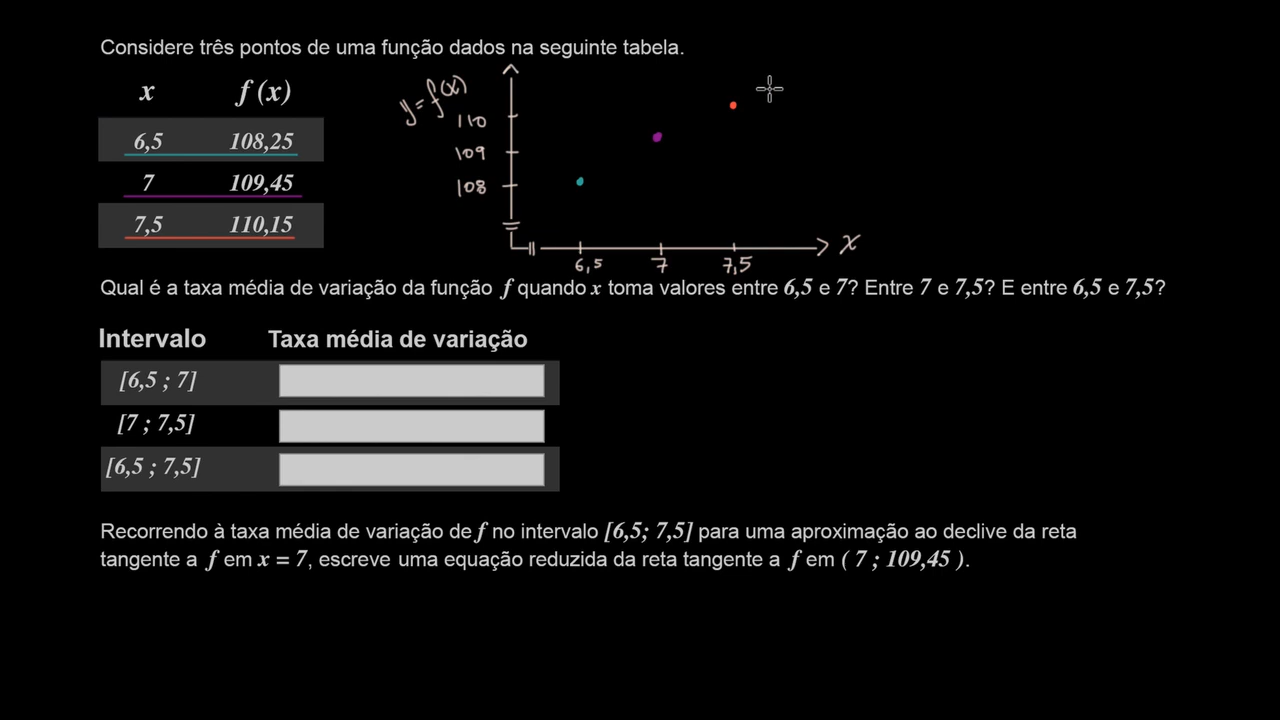 Considere três pontos de uma função dados na seguinte tabela.
x f (x)
6,5 108,25
7 109,45
7,5 110,15
y = f(x)
110
109
108
6,5 7 7,5 x
Qual é a taxa média de variação da função f quando x toma valores entre 6,5 e 7? Entre 7 e 7,5? E entre 6,5 e 7,5?
Intervalo Taxa média de variação
[6,5 ; 7]
[7 ; 7,5]
[6,5 ; 7,5]
Recorrendo à taxa média de variação de f no intervalo [6,5; 7,5] para uma aproximação ao declive da reta
tangente a f em x = 7, escreve uma equação reduzida da reta tangente a f em ( 7 ; 109,45 ).